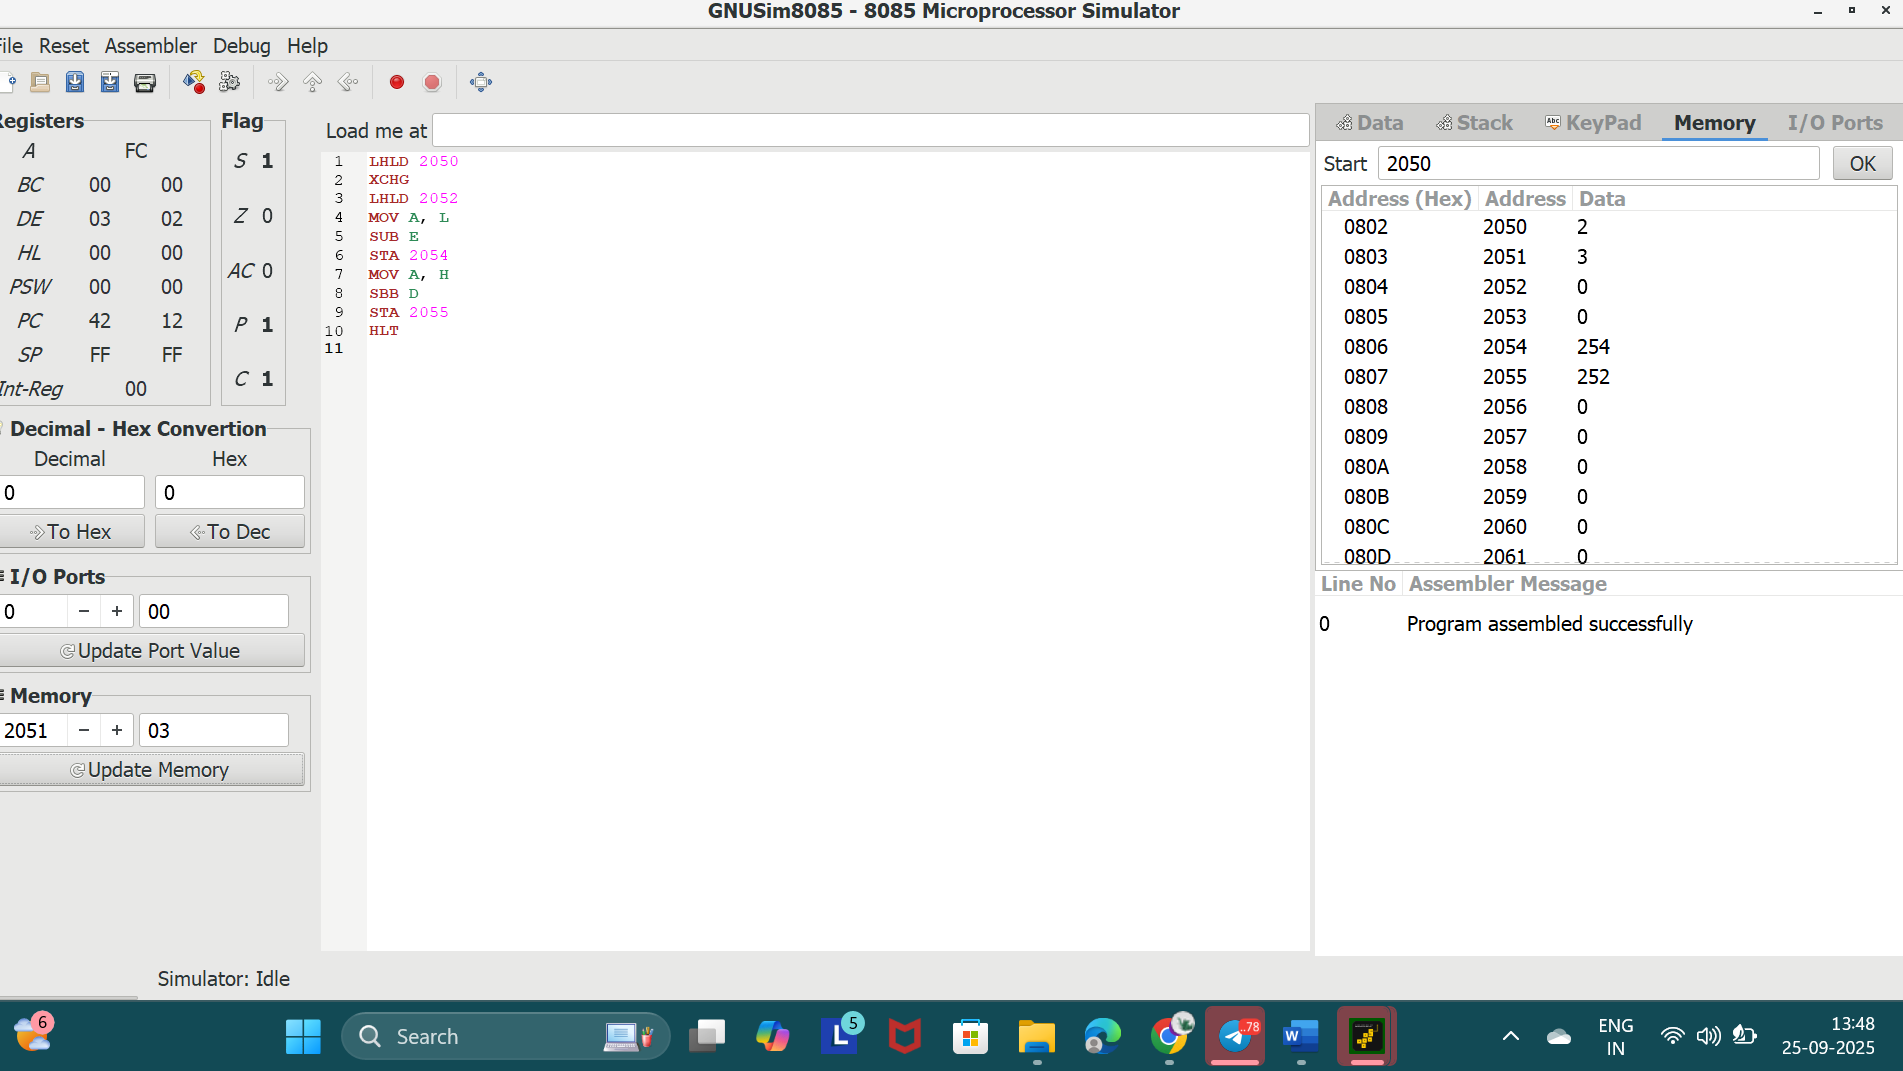 GNUSim8085 - 8085 Microprocessor Simulator
File Reset Assembler Debug Help
Registers
A FC
BC 00 00
DE 03 02
HL 00 00
PSW 00 00
PC 42 12
SP FF FF
Int-Reg 00
Flag
S 1
Z 0
AC 0
P 1
C 1
Decimal - Hex Convertion
Decimal Hex
0 0
To Hex To Dec
I/O Ports
0 − + 00
Update Port Value
Memory
2051 − + 03
Update Memory
Load me at
1 LHLD 2050
2 XCHG
3 LHLD 2052
4 MOV A, L
5 SUB E
6 STA 2054
7 MOV A, H
8 SBB D
9 STA 2055
10 HLT
11
Data Stack Abc KeyPad Memory I/O Ports
Start 2050 OK
Address (Hex) Address Data
0802 2050 2
0803 2051 3
0804 2052 0
0805 2053 0
0806 2054 254
0807 2055 252
0808 2056 0
0809 2057 0
080A 2058 0
080B 2059 0
080C 2060 0
080D 2061 0
Line No Assembler Message
0 Program assembled successfully
Simulator: Idle
6
Search
L 5
..78
W
ENG
IN
13:48
25-09-2025